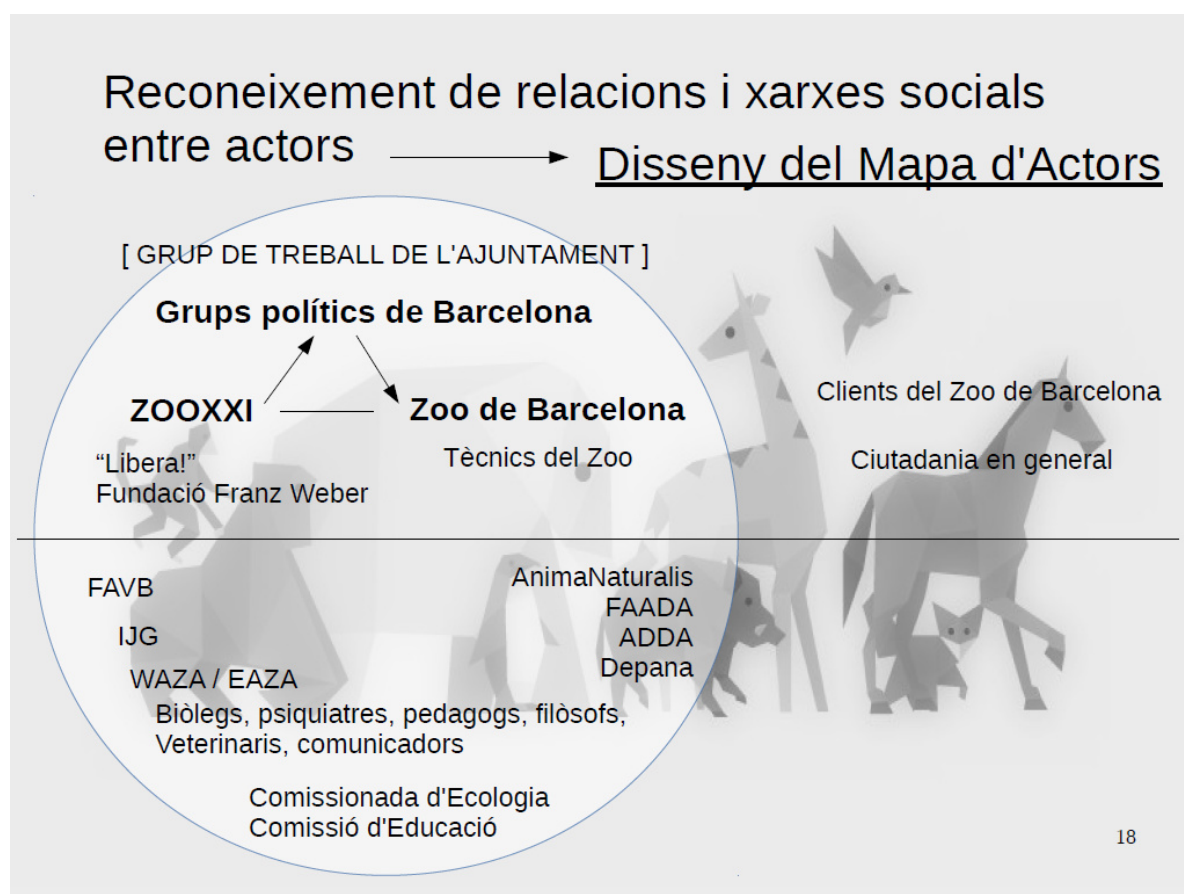 Reconeixement de relacions i xarxes socials
entre actors
Disseny del Mapa d'Actors
[ GRUP DE TREBALL DE L'AJUNTAMENT ]
Grups polítics de Barcelona
ZOOXXI
Zoo de Barcelona
“Libera!”
Fundació Franz Weber
Tècnics del Zoo
Clients del Zoo de Barcelona
Ciutadania en general
FAVB
IJG
WAZA / EAZA
Biòlegs, psiquiatres, pedagogs, filòsofs,
Veterinaris, comunicadors
AnimaNaturalis
FAADA
ADDA
Depana
Comissionada d'Ecologia
Comissió d'Educació
18